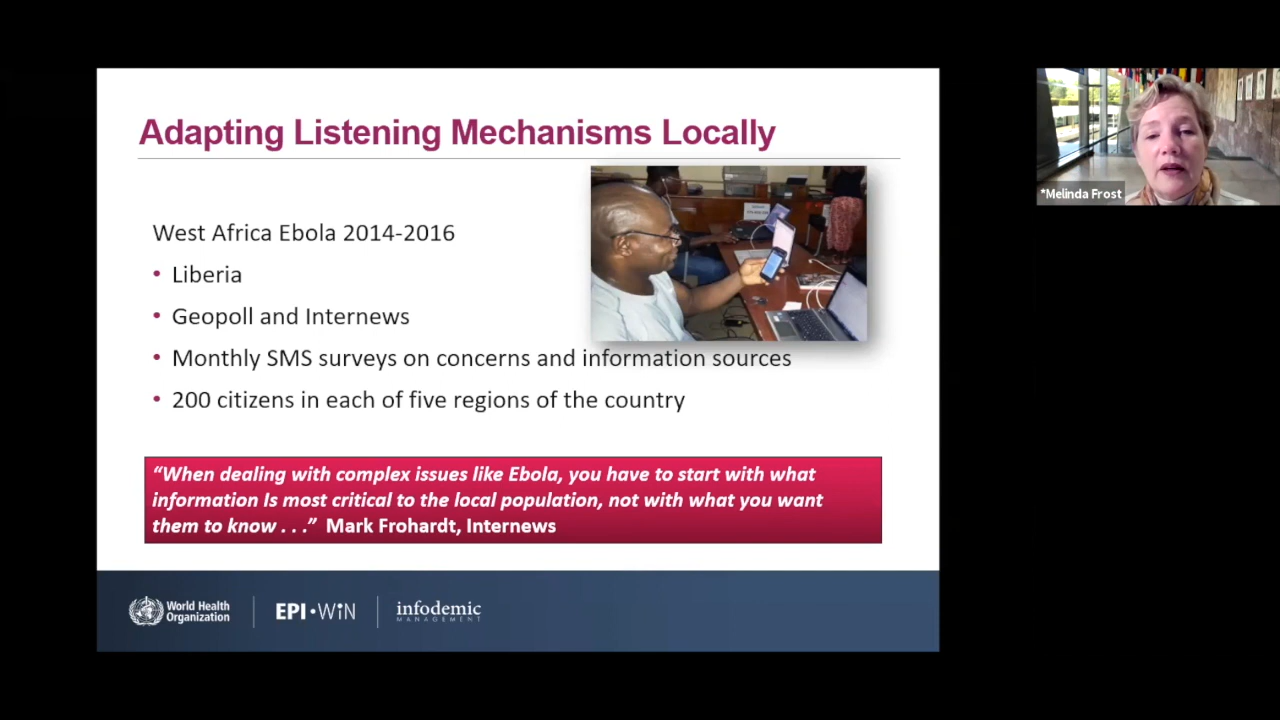 Adapting Listening Mechanisms Locally
*Melinda Frost
West Africa Ebola 2014-2016
• Liberia
• Geopoll and Internews
• Monthly SMS surveys on concerns and information sources
• 200 citizens in each of five regions of the country
“When dealing with complex issues like Ebola, you have to start with what
information Is most critical to the local population, not with what you want
them to know . . .” Mark Frohardt, Internews
World Health
Organization
EPI•WiN
infodemic
MANAGEMENT